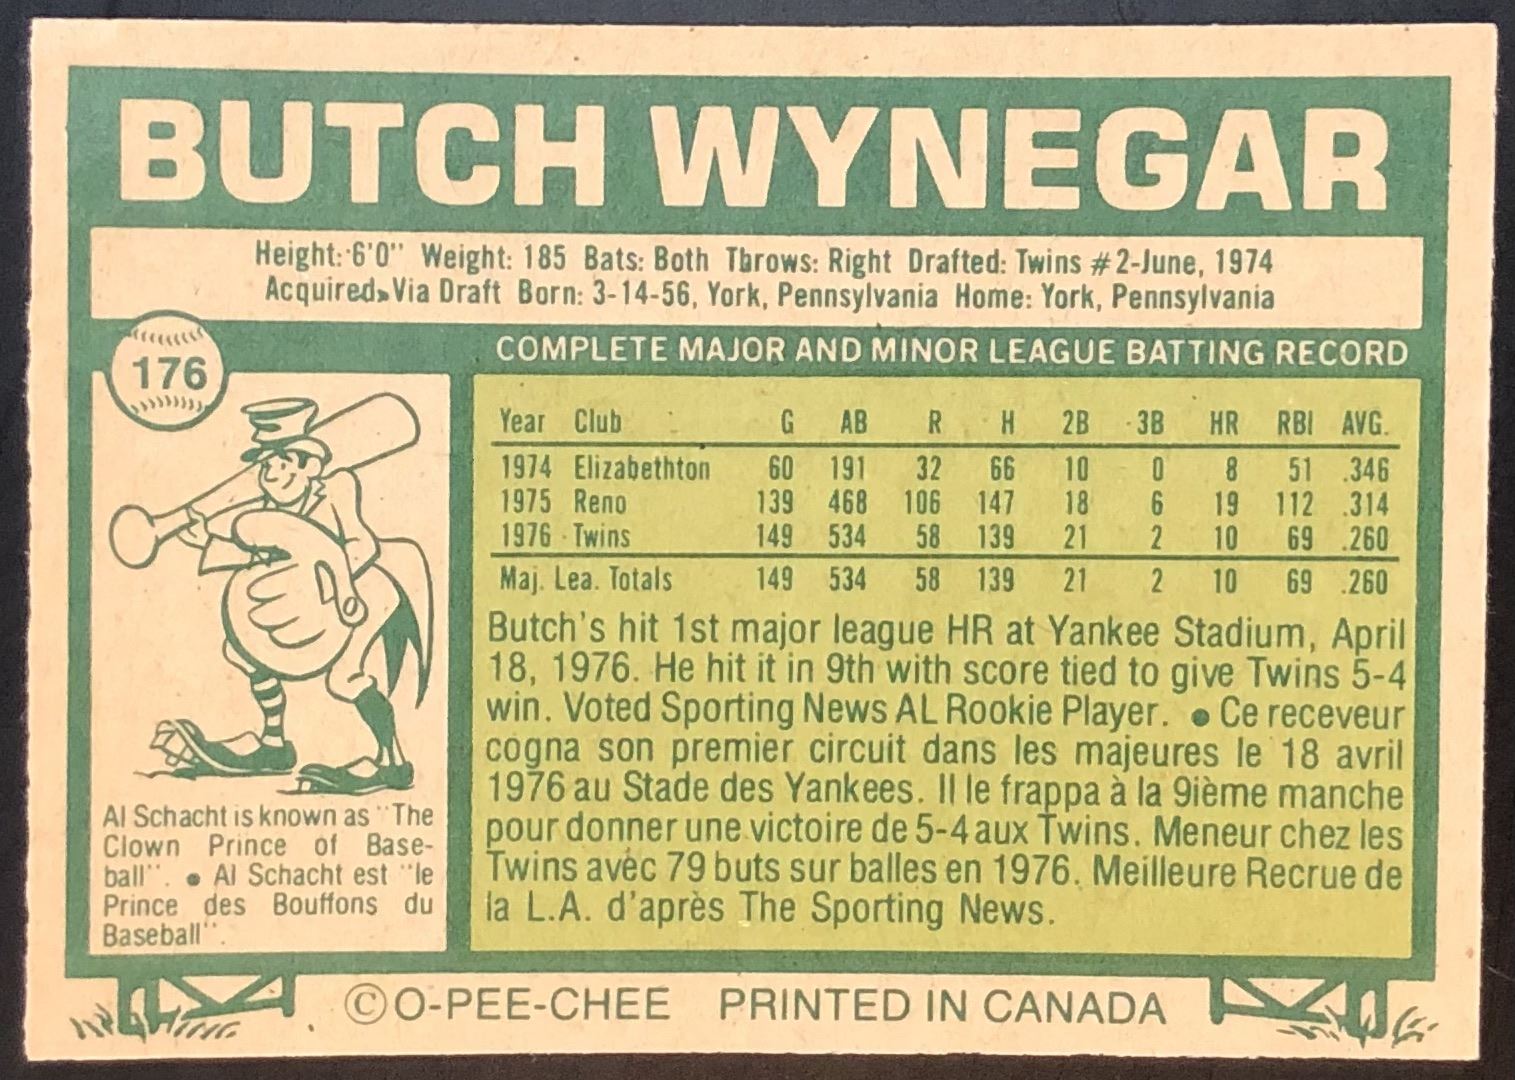 BUTCH WYNEGAR
Height: 6'0" Weight: 185 Bats: Both Throws: Right Drafted: Twins #2-June, 1974
Acquired: Via Draft Born: 3-14-56, York, Pennsylvania Home: York, Pennsylvania
176
COMPLETE MAJOR AND MINOR LEAGUE BATTING RECORD
Year Club G AB R H 2B 3B HR RBI AVG.
1974 Elizabethton 60 191 32 66 10 0 8 51 .346
1975 Reno 139 468 106 147 18 6 19 112 .314
1976 Twins 149 534 58 139 21 2 10 69 .260
Maj. Lea. Totals 149 534 58 139 21 2 10 69 .260
Butch's hit 1st major league HR at Yankee Stadium, April
18, 1976. He hit it in 9th with score tied to give Twins 5-4
win. Voted Sporting News AL Rookie Player. ● Ce receveur
cogna son premier circuit dans les majeures le 18 avril
1976 au Stade des Yankees. Il le frappa à la 9ième manche
pour donner une victoire de 5-4 aux Twins. Meneur chez les
Twins avèc 79 buts sur balles en 1976. Meilleure Recrue de
la L.A. d'après The Sporting News.
Al Schacht is known as "The
Clown Prince of Base-
ball". ● Al Schacht est "le
Prince des Bouffons du
Baseball".
© O-PEE-CHEE PRINTED IN CANADA